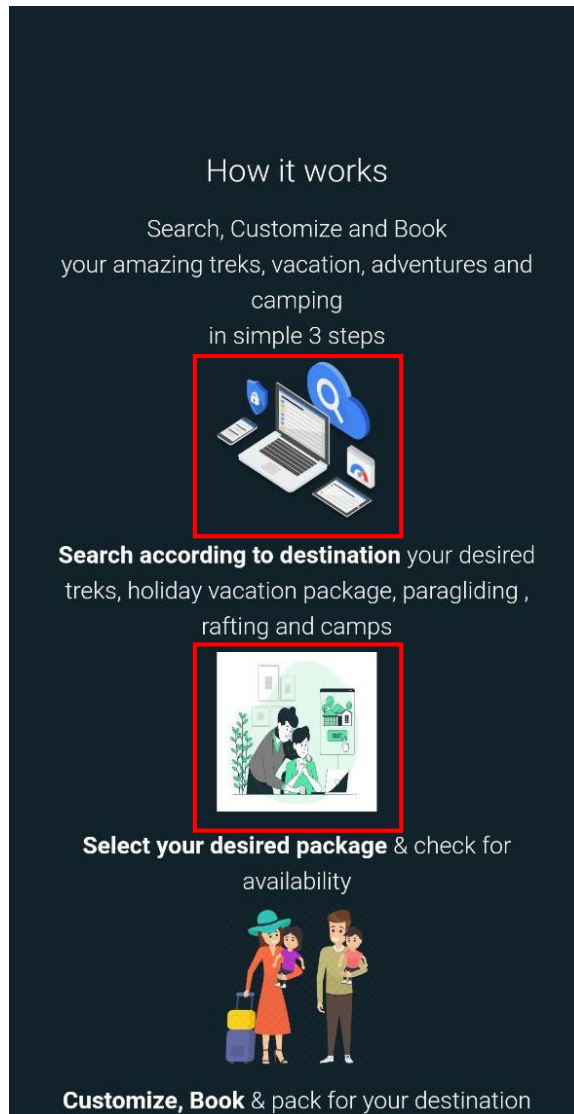 How it works
Search, Customize and Book
your amazing treks, vacation, adventures and
camping
in simple 3 steps
Search according to destination your desired
treks, holiday vacation package, paragliding ,
rafting and camps
Select your desired package & check for
availability
Customize, Book & pack for your destination